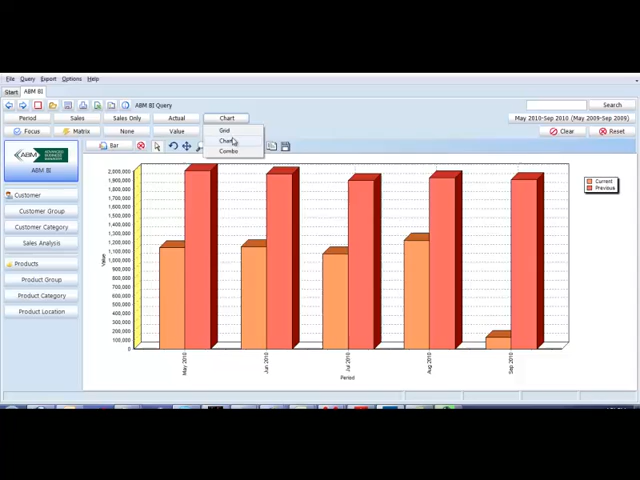 File Query Export Options Help
Start ABM BI
ABM BI Query
Search
Period Sales Sales Only Actual Chart
May 2010-Sep 2010 (May 2009-Sep 2009)
Focus Matrix None Value
Clear Reset
Grid
Chart
Combo
Bar
ABM
ADVANCED
BUSINESS
MANAGER
ABM BI
Customer
Customer Group
Customer Category
Sales Analysis
Products
Product Group
Product Category
Product Location
Current
Previous
2,000,000
1,900,000
1,800,000
1,700,000
1,600,000
1,500,000
1,400,000
1,300,000
1,200,000
1,100,000
1,000,000
900,000
800,000
700,000
600,000
500,000
400,000
300,000
200,000
100,000
0
Value
May 2010
Jun 2010
Jul 2010
Aug 2010
Sep 2010
Period